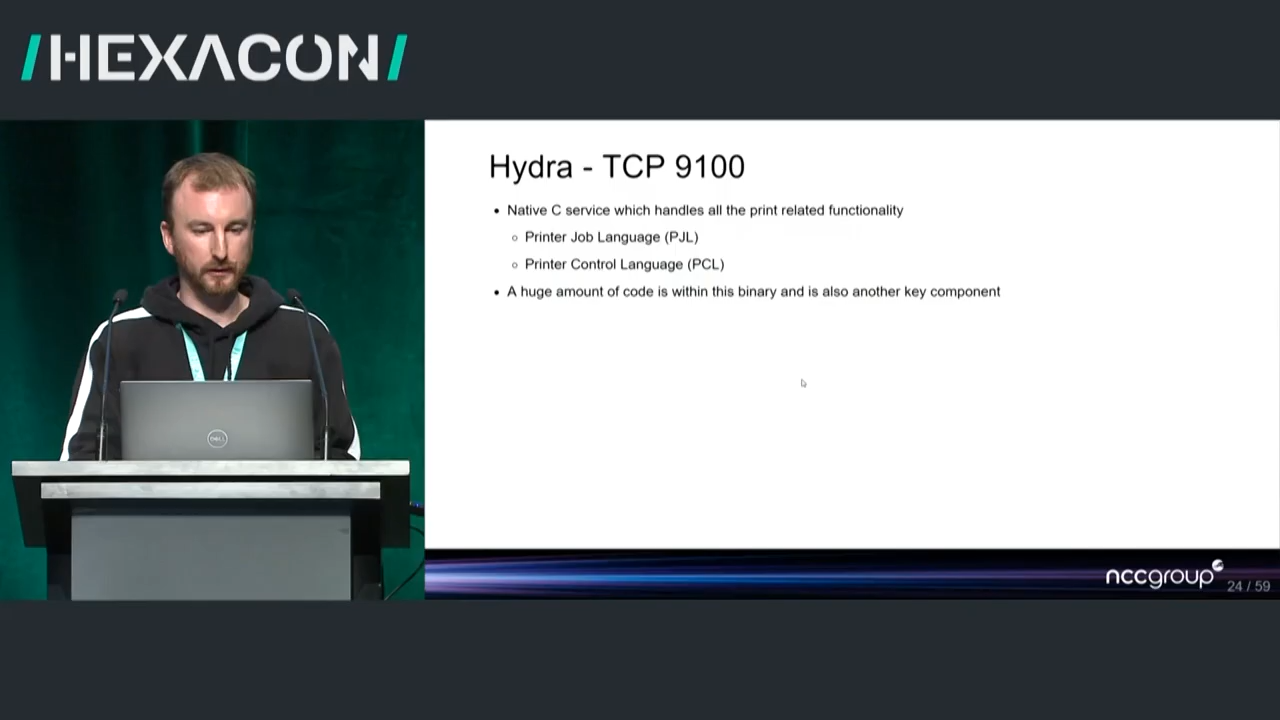 /HEXACON/
Hydra - TCP 9100
• Native C service which handles all the print related functionality
○ Printer Job Language (PJL)
○ Printer Control Language (PCL)
• A huge amount of code is within this binary and is also another key component
DELL
nccgroup
24 / 59